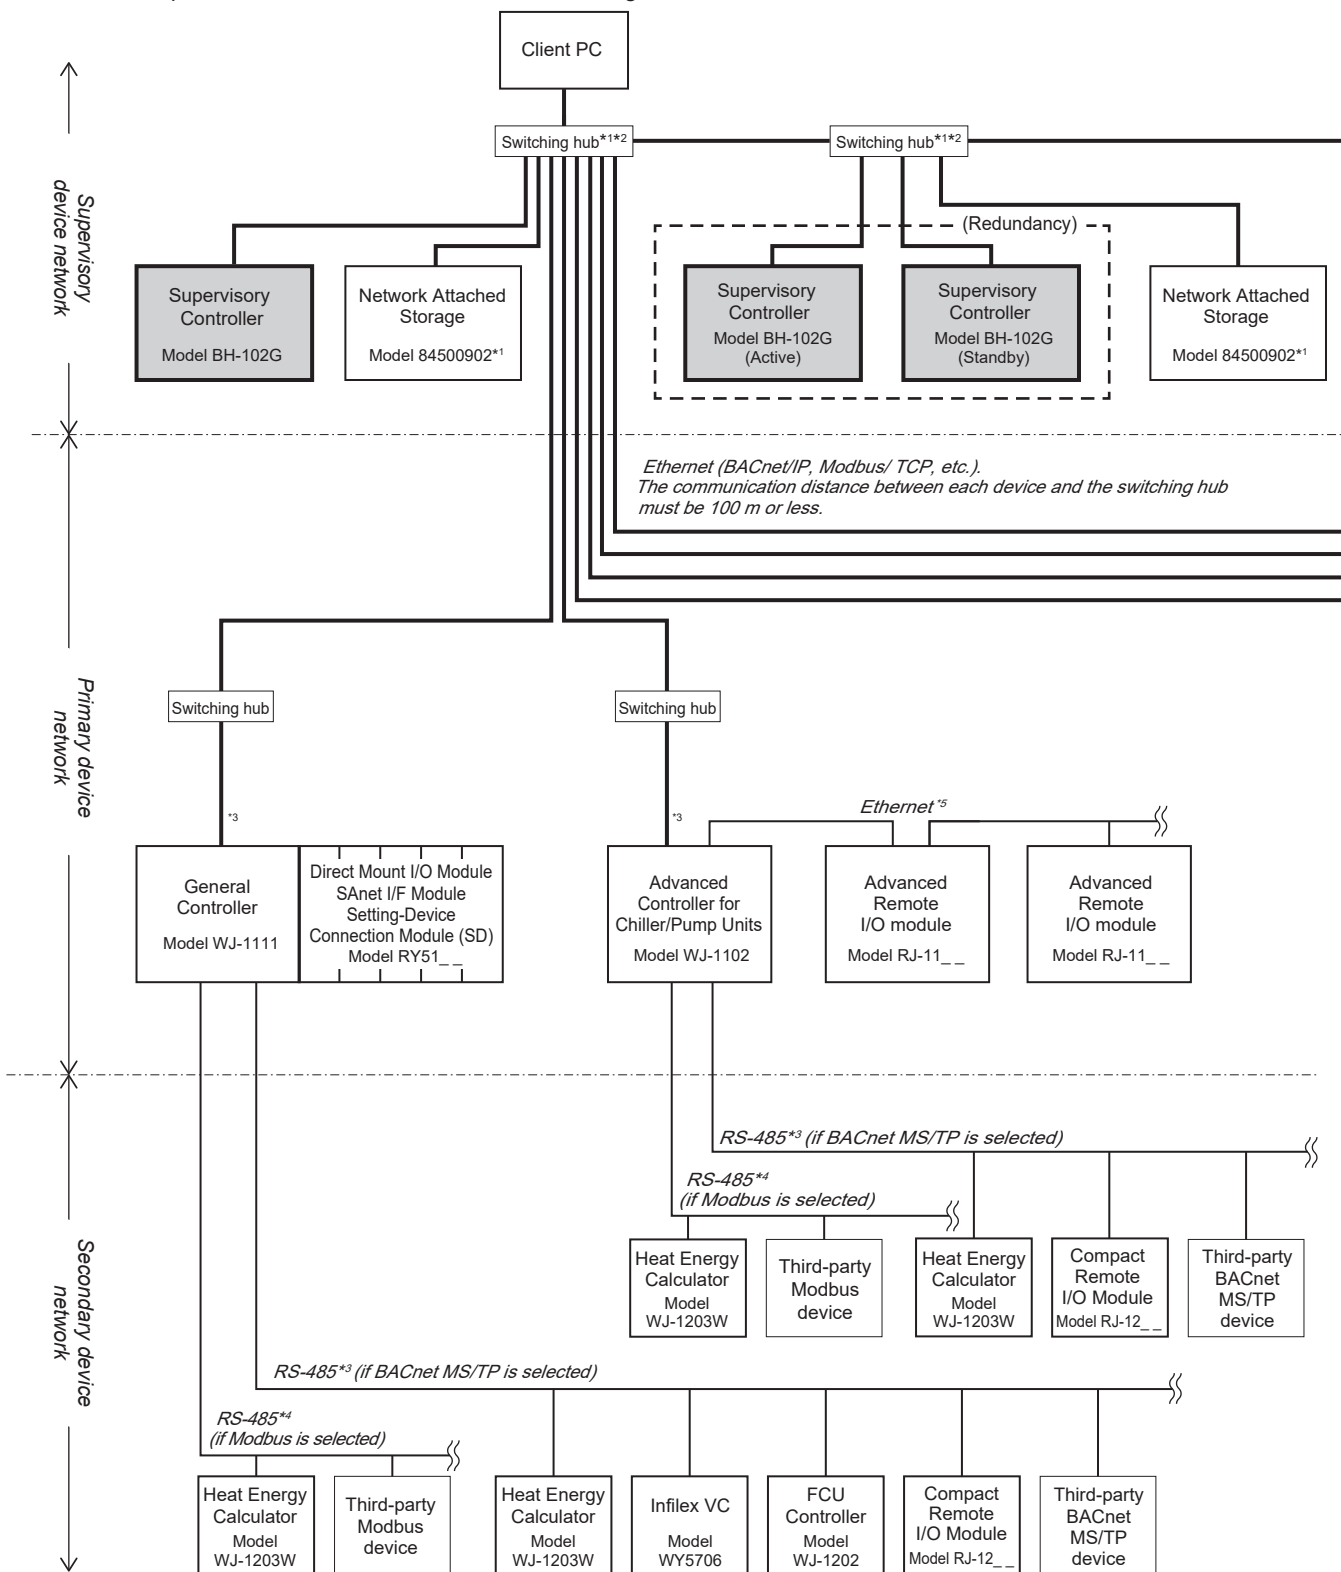 Client PC
Switching hub*1*2
Switching hub*1*2
Supervisory
device network
(Redundancy)
Supervisory
Controller
Model BH-102G
Network Attached
Storage
Model 84500902*1
Supervisory
Controller
Model BH-102G
(Active)
Supervisory
Controller
Model BH-102G
(Standby)
Network Attached
Storage
Model 84500902*1
Ethernet (BACnet/IP, Modbus/ TCP, etc.).
The communication distance between each device and the switching hub
must be 100 m or less.
Primary device
network
Switching hub
Switching hub
*3
*3
Ethernet*5
General
Controller
Model WJ-1111
Direct Mount I/O Module
SAnet I/F Module
Setting-Device
Connection Module (SD)
Model RY51_ _
Advanced
Controller for
Chiller/Pump Units
Model WJ-1102
Advanced
Remote
I/O module
Model RJ-11_ _
Advanced
Remote
I/O module
Model RJ-11_ _
Secondary device
network
RS-485*3 (if BACnet MS/TP is selected)
RS-485*4
(if Modbus is selected)
Heat Energy
Calculator
Model
WJ-1203W
Third-party
Modbus
device
Heat Energy
Calculator
Model
WJ-1203W
Compact
Remote
I/O Module
Model RJ-12_ _
Third-party
BACnet
MS/TP
device
RS-485*3 (if BACnet MS/TP is selected)
RS-485*4
(if Modbus is selected)
Heat Energy
Calculator
Model
WJ-1203W
Third-party
Modbus
device
Heat Energy
Calculator
Model
WJ-1203W
Infilex VC
Model
WY5706
FCU
Controller
Model
WJ-1202
Compact
Remote
I/O Module
Model RJ-12_ _
Third-party
BACnet
MS/TP
device